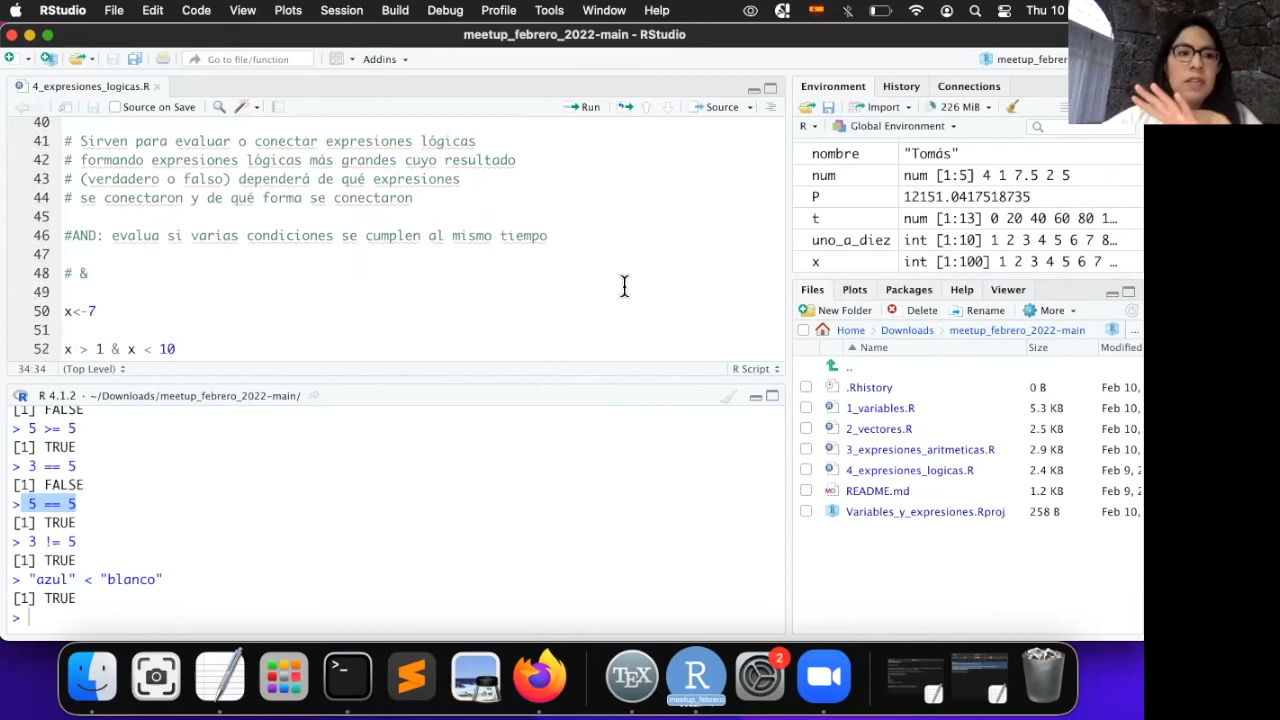 RStudio File Edit Code View Plots Session Build Debug Profile Tools Window Help Thu 10
meetup_febrero_2022-main - RStudio
Go to file/function Addins
4_expresiones_logicas.R
Source on Save Run Source
40
41 # Sirven para evaluar o conectar expresiones lógicas
42 # formando expresiones lógicas más grandes cuyo resultado
43 # (verdadero o falso) dependerá de qué expresiones
44 # se conectaron y de qué forma se conectaron
45
46 #AND: evalua si varias condiciones se cumplen al mismo tiempo
47
48 # &
49
50 x<-7
51
52 x > 1 & x < 10
34:34 (Top Level) R Script
R 4.1.2 · ~/Downloads/meetup_febrero_2022-main/
[1] FALSE
> 5 >= 5
[1] TRUE
> 3 == 5
[1] FALSE
> 5 == 5
[1] TRUE
> 3 != 5
[1] TRUE
> "azul" < "blanco"
[1] TRUE
>
meetup_febrer
Environment History Connections
Import 226 MiB
R Global Environment
nombre "Tomás"
num num [1:5] 4 1 7.5 2 5
P 12151.0417518735
t num [1:13] 0 20 40 60 80 1…
uno_a_diez int [1:10] 1 2 3 4 5 6 7 8…
x int [1:100] 1 2 3 4 5 6 7 …
Files Plots Packages Help Viewer
New Folder Delete Rename More
Home Downloads meetup_febrero_2022-main ...
Name Size Modified
..
.Rhistory 0 B Feb 10,
1_variables.R 5.3 KB Feb 10,
2_vectores.R 2.5 KB Feb 10,
3_expresiones_aritmeticas.R 2.9 KB Feb 10,
4_expresiones_logicas.R 2.4 KB Feb 9, 2
README.md 1.2 KB Feb 9, 2
Variables_y_expresiones.Rproj 258 B Feb 10,
TEX
R
meetup_febrero
2